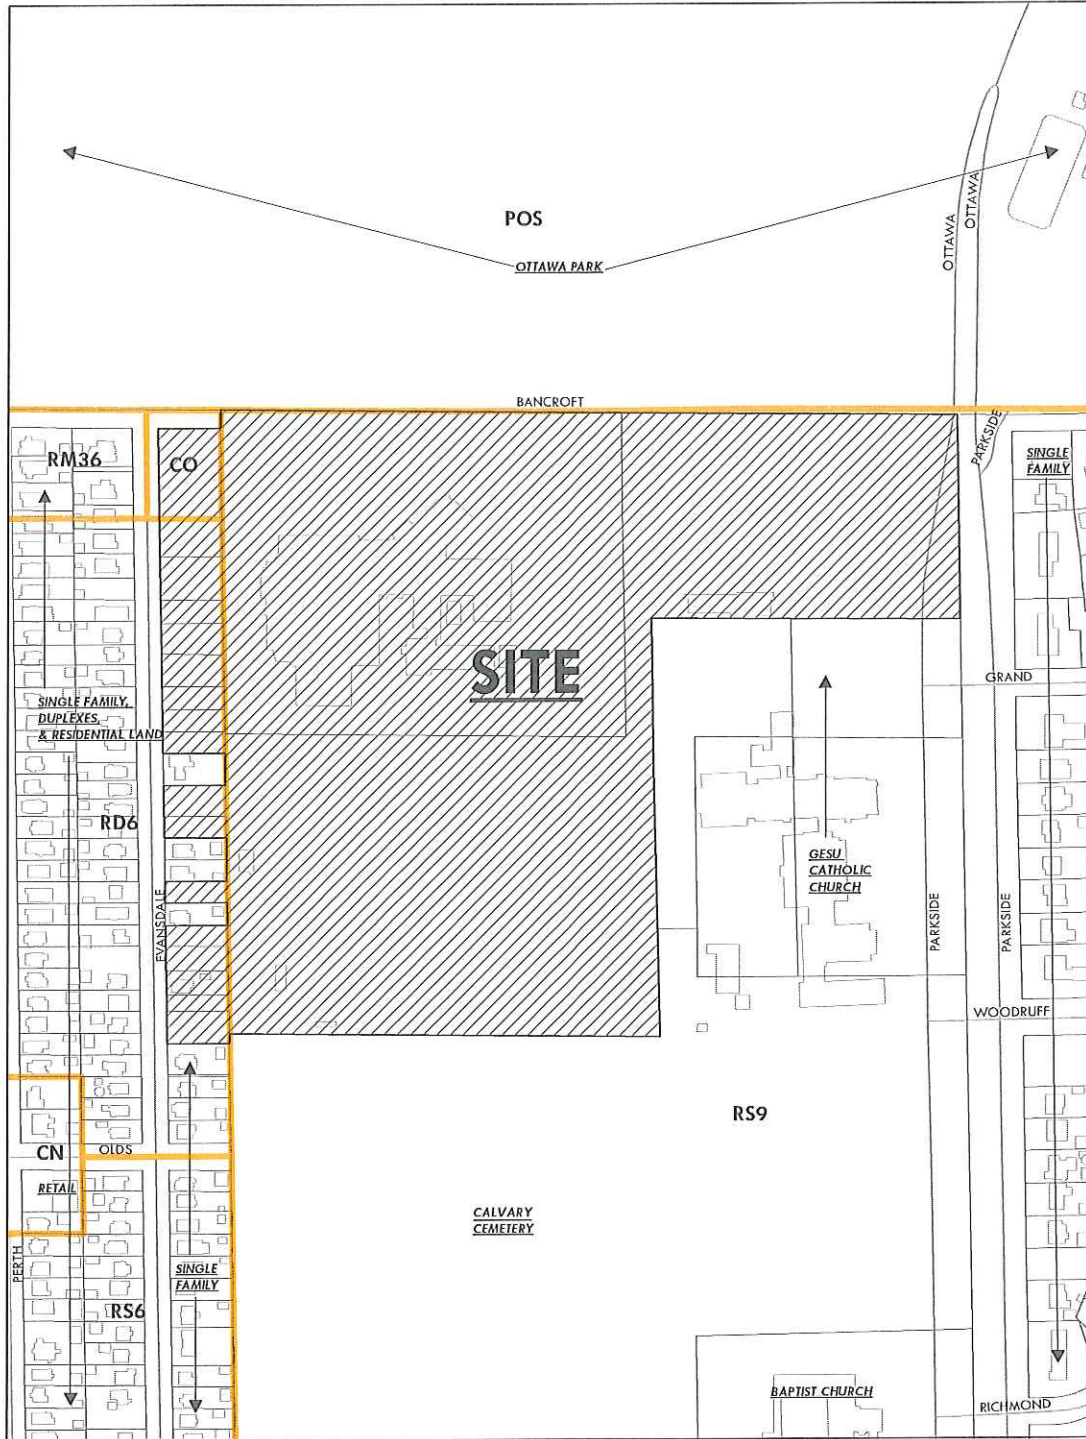 POS
OTTAWA
OTTAWA
OTTAWA PARK
BANCROFT
PARKSIDE
RM36
CO
SINGLE
FAMILY
SITE
GRAND
SINGLE FAMILY,
DUPLEXES,
& RESIDENTIAL LAND
RD6
GESU
CATHOLIC
CHURCH
EVANSDALE
PARKSIDE
PARKSIDE
WOODRUFF
RS9
CN
OLDS
RETAIL
CALVARY
CEMETERY
PERTH
SINGLE
FAMILY
RS6
BAPTIST CHURCH
RICHMOND